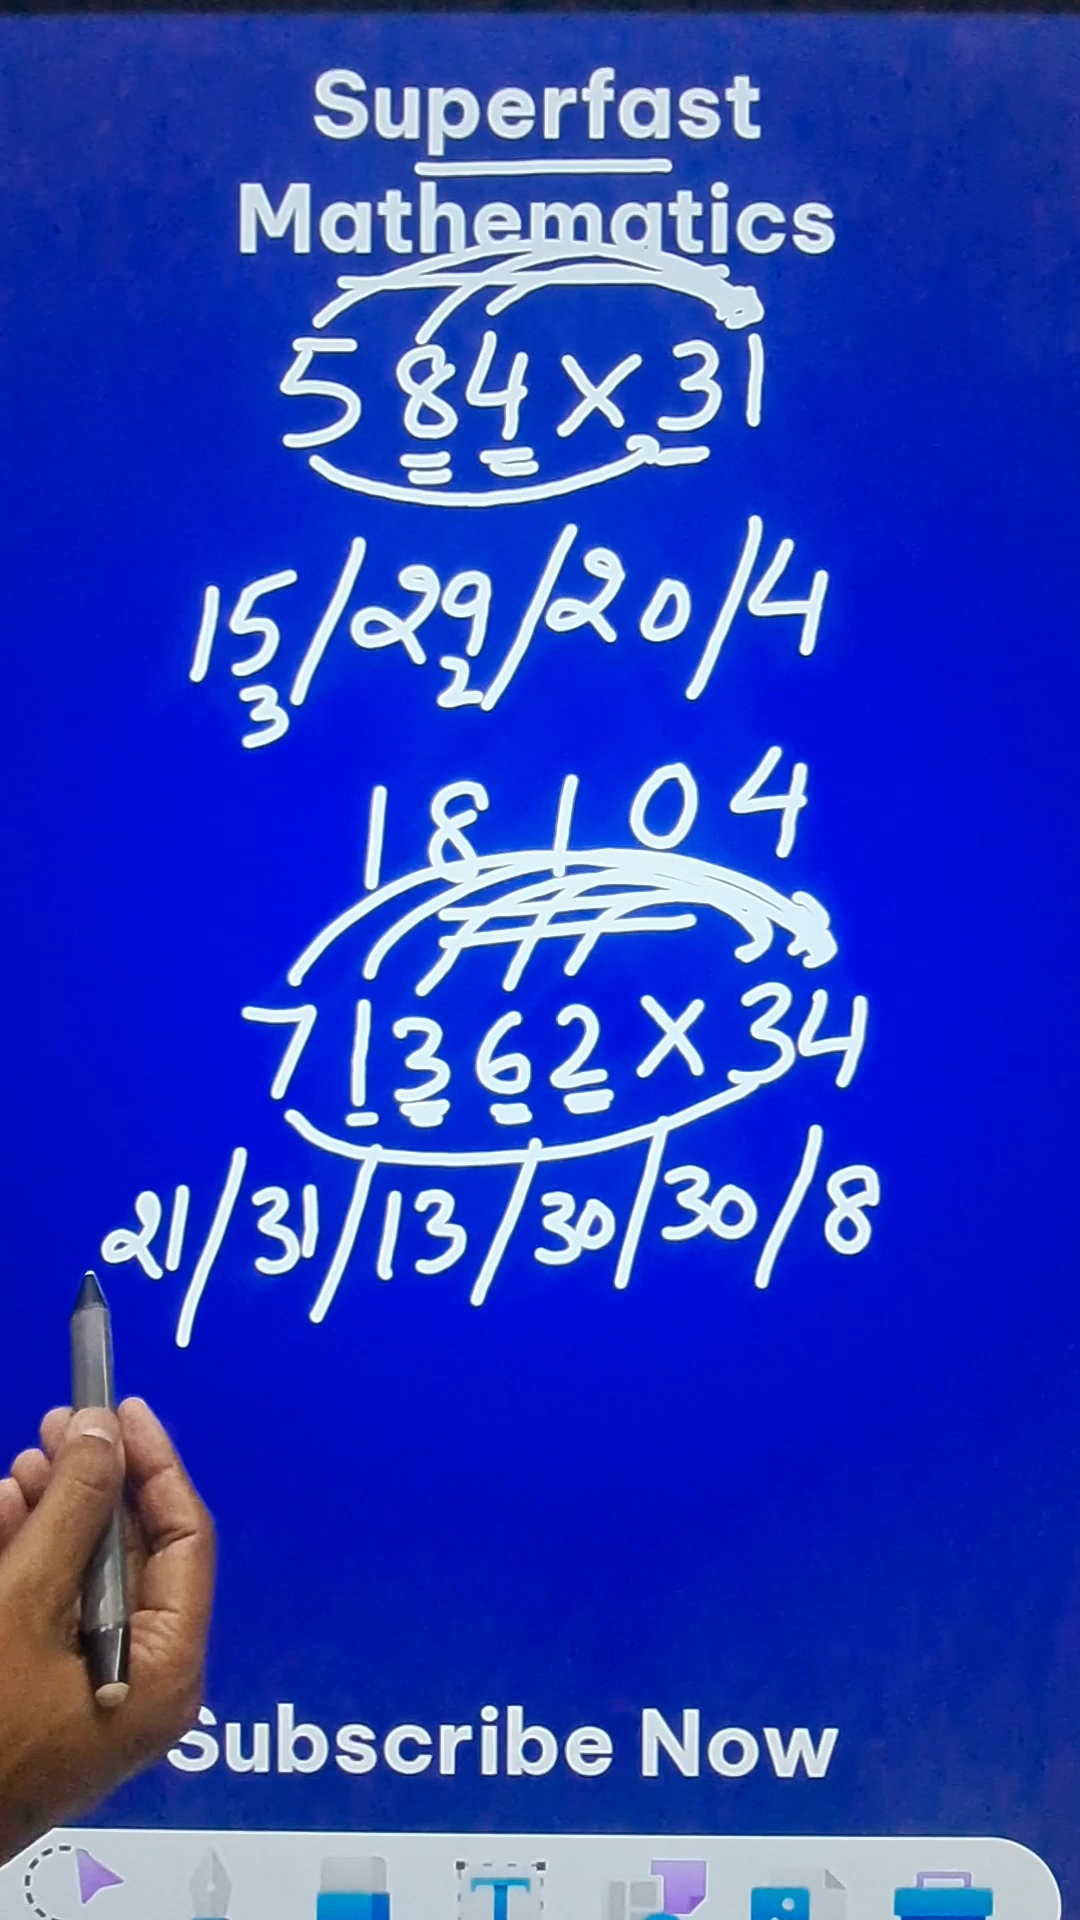 Superfast
Mathematics
584×31
15/29/20/4
3 2
18104
71362×34
21/31/13/30/30/8
Subscribe Now
T